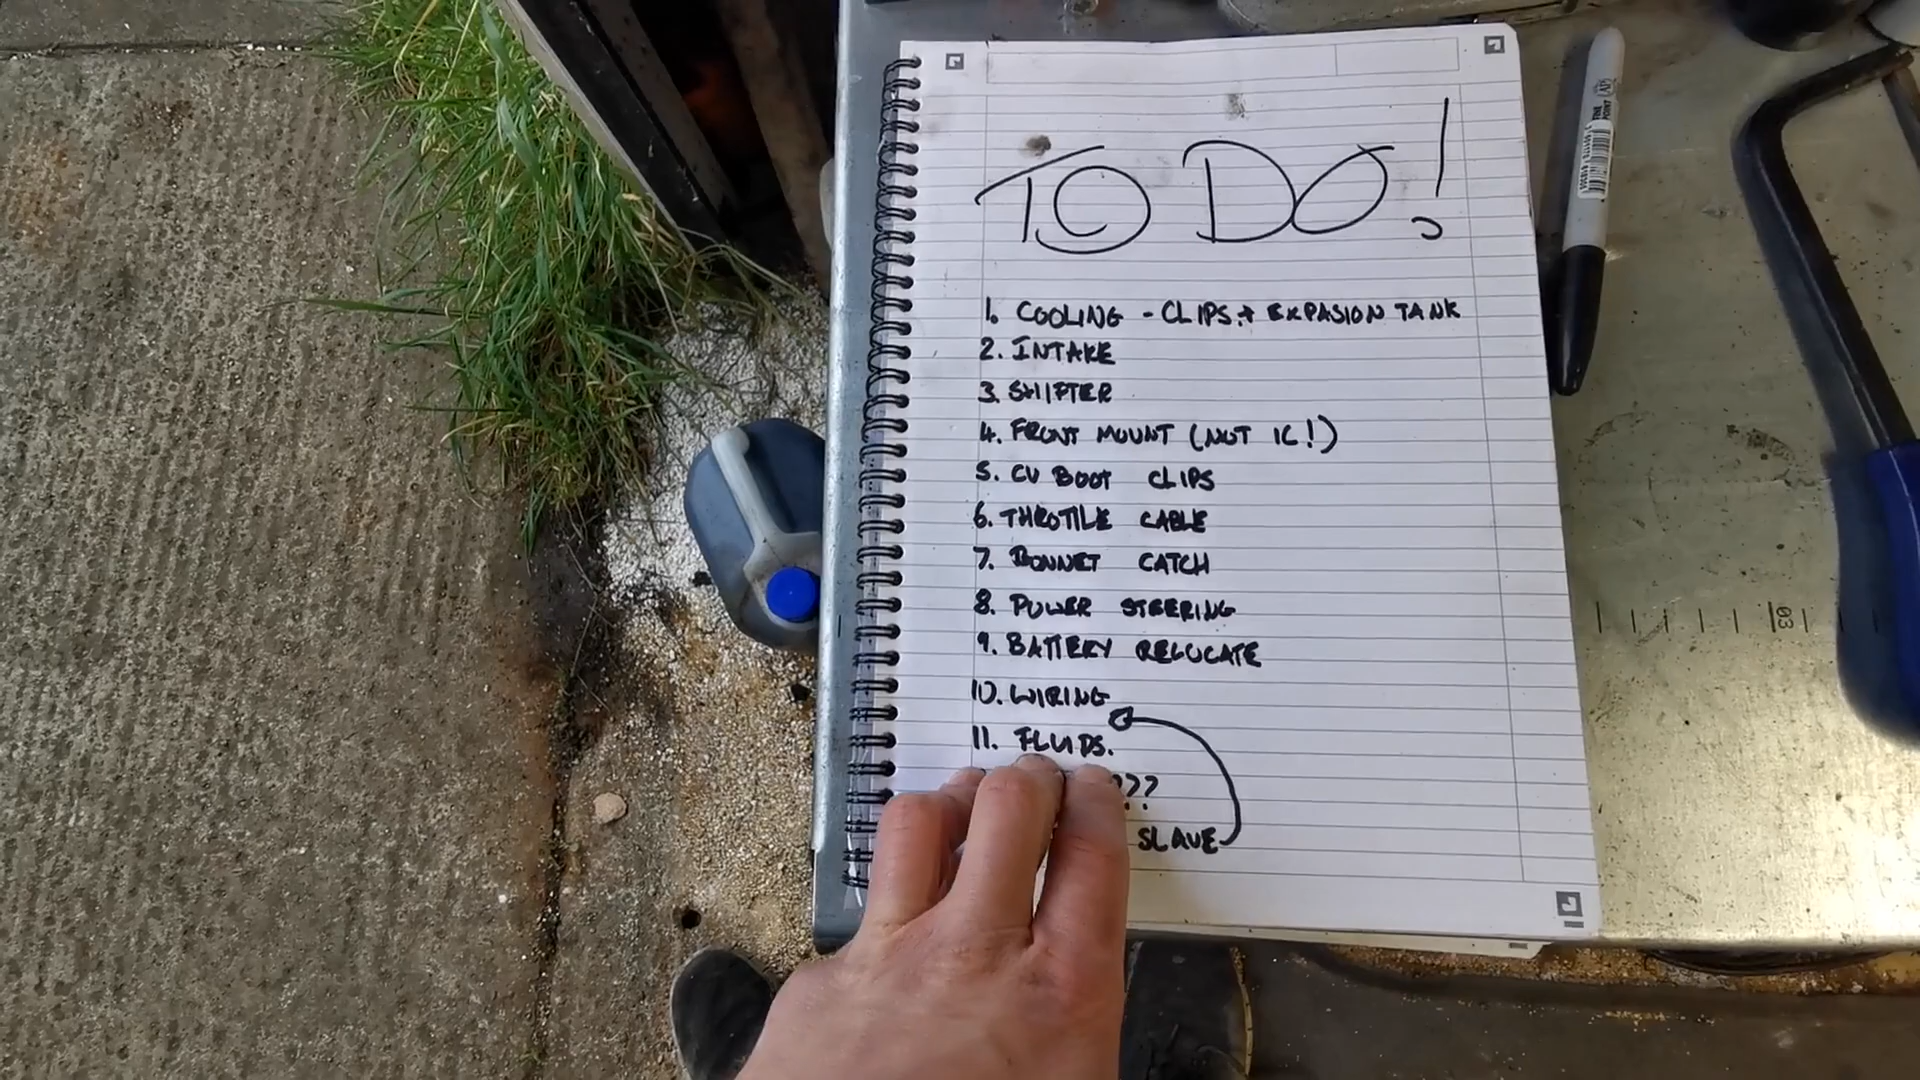 TO DO!
1. COOLING - CLIPS + EXPASION TANK
2. INTAKE
3. SHIFTER
4. FRONT MOUNT (NOT IC!)
5. CV BOOT CLIPS
6. THROTTLE CABLE
7. BONNET CATCH
8. POWER STEERING
9. BATTERY RELOCATE
10. WIRING
11. FLUIDS.
??
SLAVE